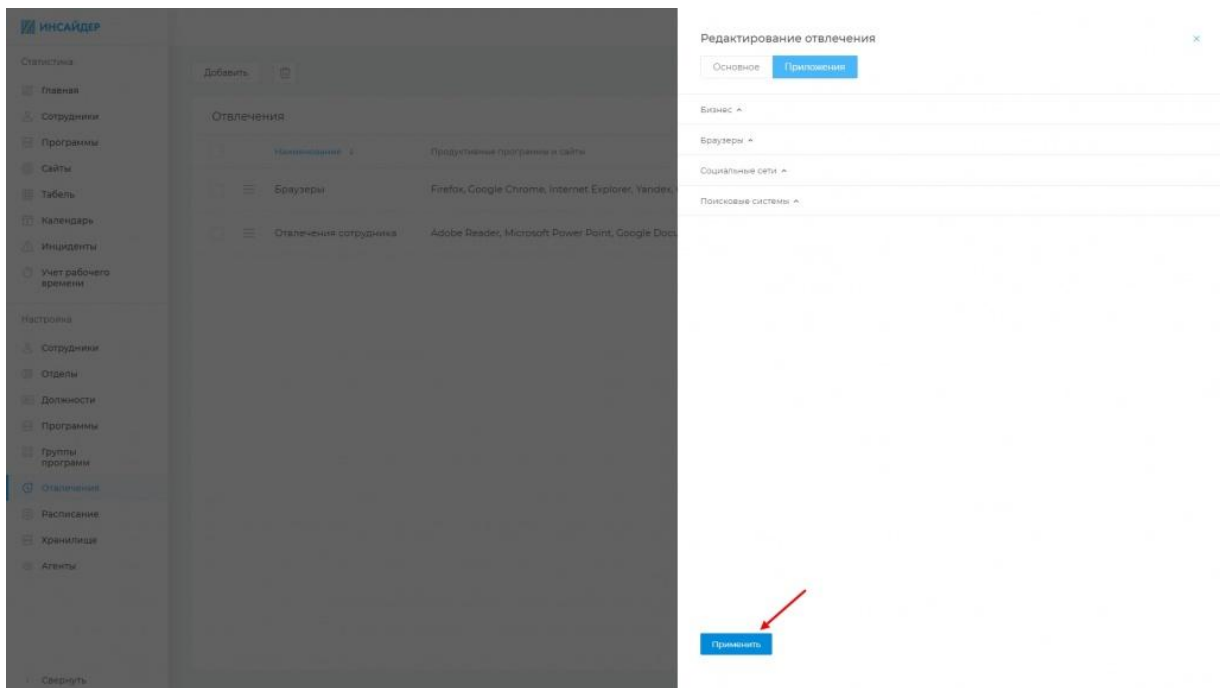 ИНСАЙДЕР
Статистика
Главная
Сотрудники
Программы
Сайты
Табель
Календарь
Инциденты
Учет рабочего
времени
Настройка
Сотрудники
Отделы
Должности
Программы
Группы
программ
Отвлечения
Расписание
Хранилище
Агенты
Свернуть
Добавить
Отвлечения
Наименование
Продуктивные программы и сайты
Браузеры
Firefox, Google Chrome, Internet Explorer, Yandex,
Отвлечения сотрудника
Adobe Reader, Microsoft Power Point, Google Docu
Редактирование отвлечения
Основное
Приложения
Бизнес
Браузеры
Социальные сети
Поисковые системы
Применить